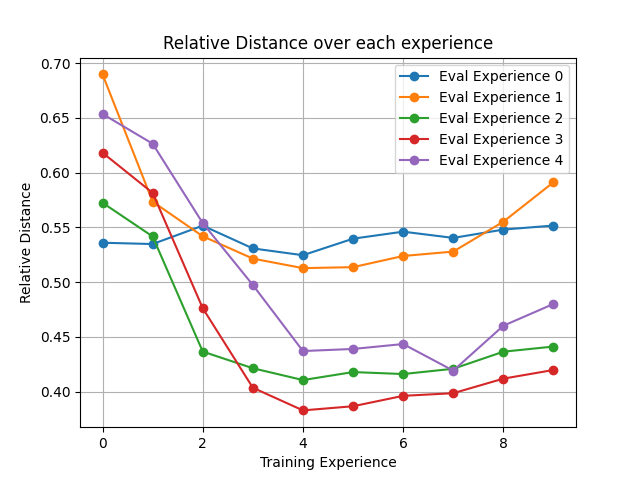 Relative Distance over each experience
0.70
0.65
0.60
0.55
0.50
0.45
0.40
Relative Distance
Eval Experience 0
Eval Experience 1
Eval Experience 2
Eval Experience 3
Eval Experience 4
0 2 4 6 8
Training Experience